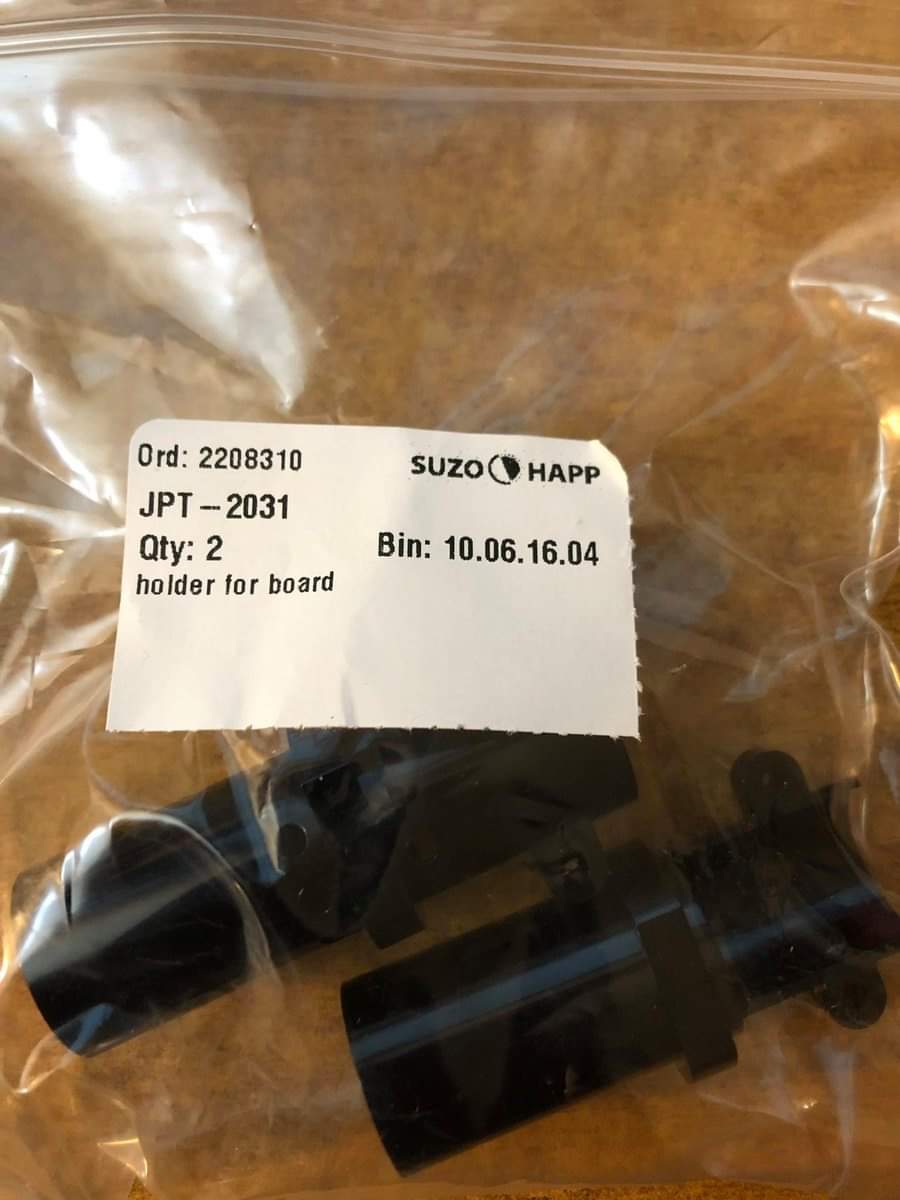 Ord: 2208310
SUZO HAPP
JPT-2031
Qty: 2
Bin: 10.06.16.04
holder for board